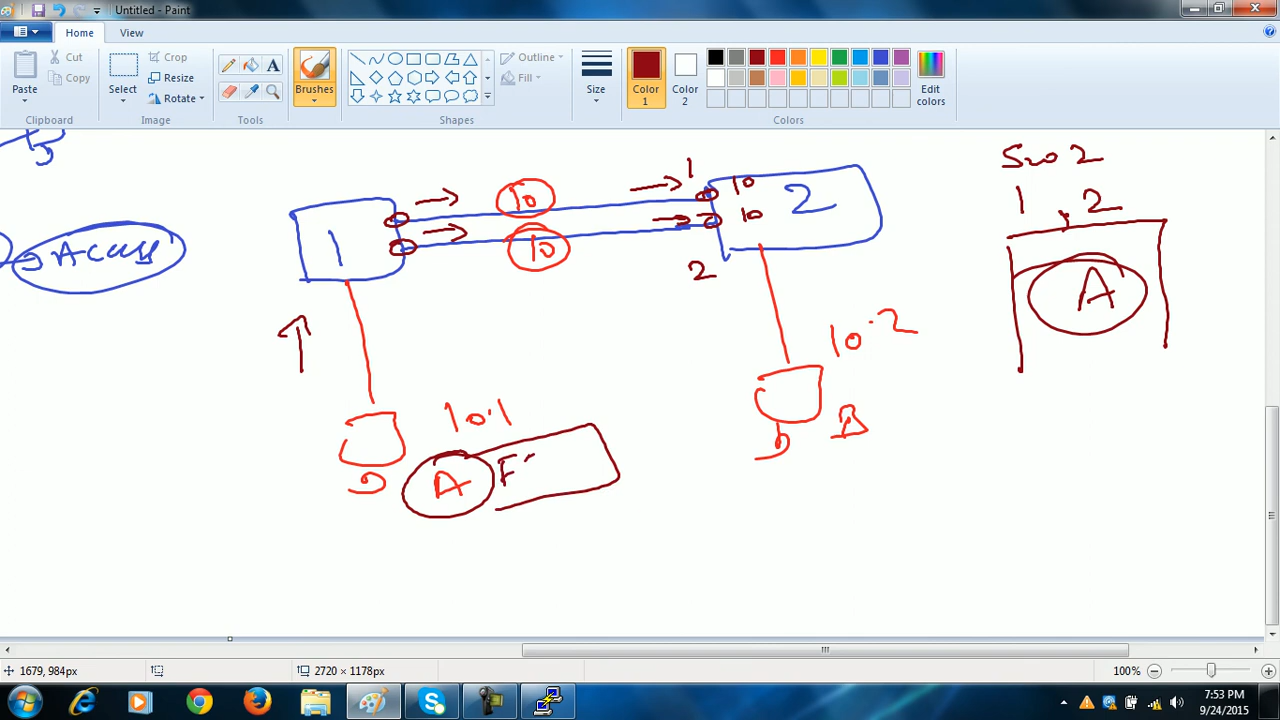 Untitled - Paint
Home
View
Paste
Cut
Copy
Clipboard
Select
Crop
Resize
Rotate
Image
Tools
Brushes
Shapes
Outline
Fill
Size
Color 1
Color 2
Edit colors
Colors
Access
1
10
10
1
2
10
10
2
10.1
A
10.2
B
Sw 2
1, 2
A
1679, 984px
2720 x 1178px
100%
7:53 PM
9/24/2015